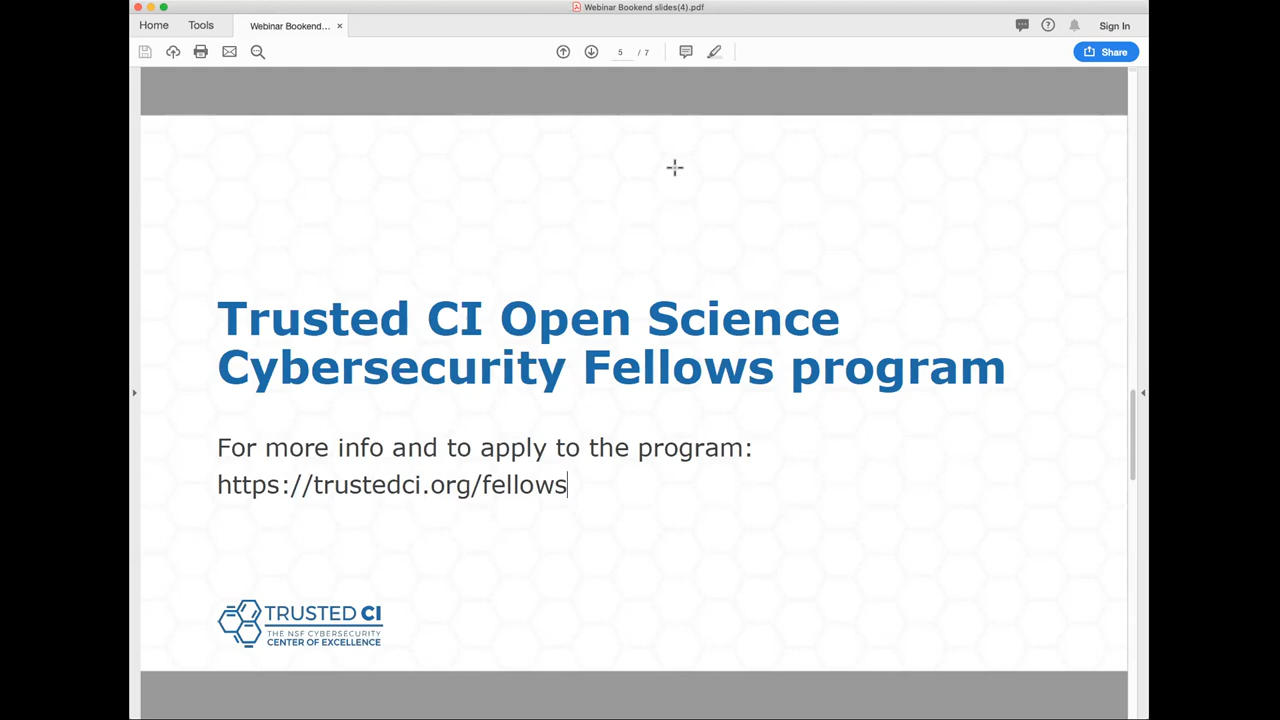 Webinar Bookend slides(4).pdf
Home
Tools
Webinar Bookend...
Sign In
5
/ 7
Share
Trusted CI Open Science
Cybersecurity Fellows program
For more info and to apply to the program:
https://trustedci.org/fellows
TRUSTED CI
THE NSF CYBERSECURITY
CENTER OF EXCELLENCE